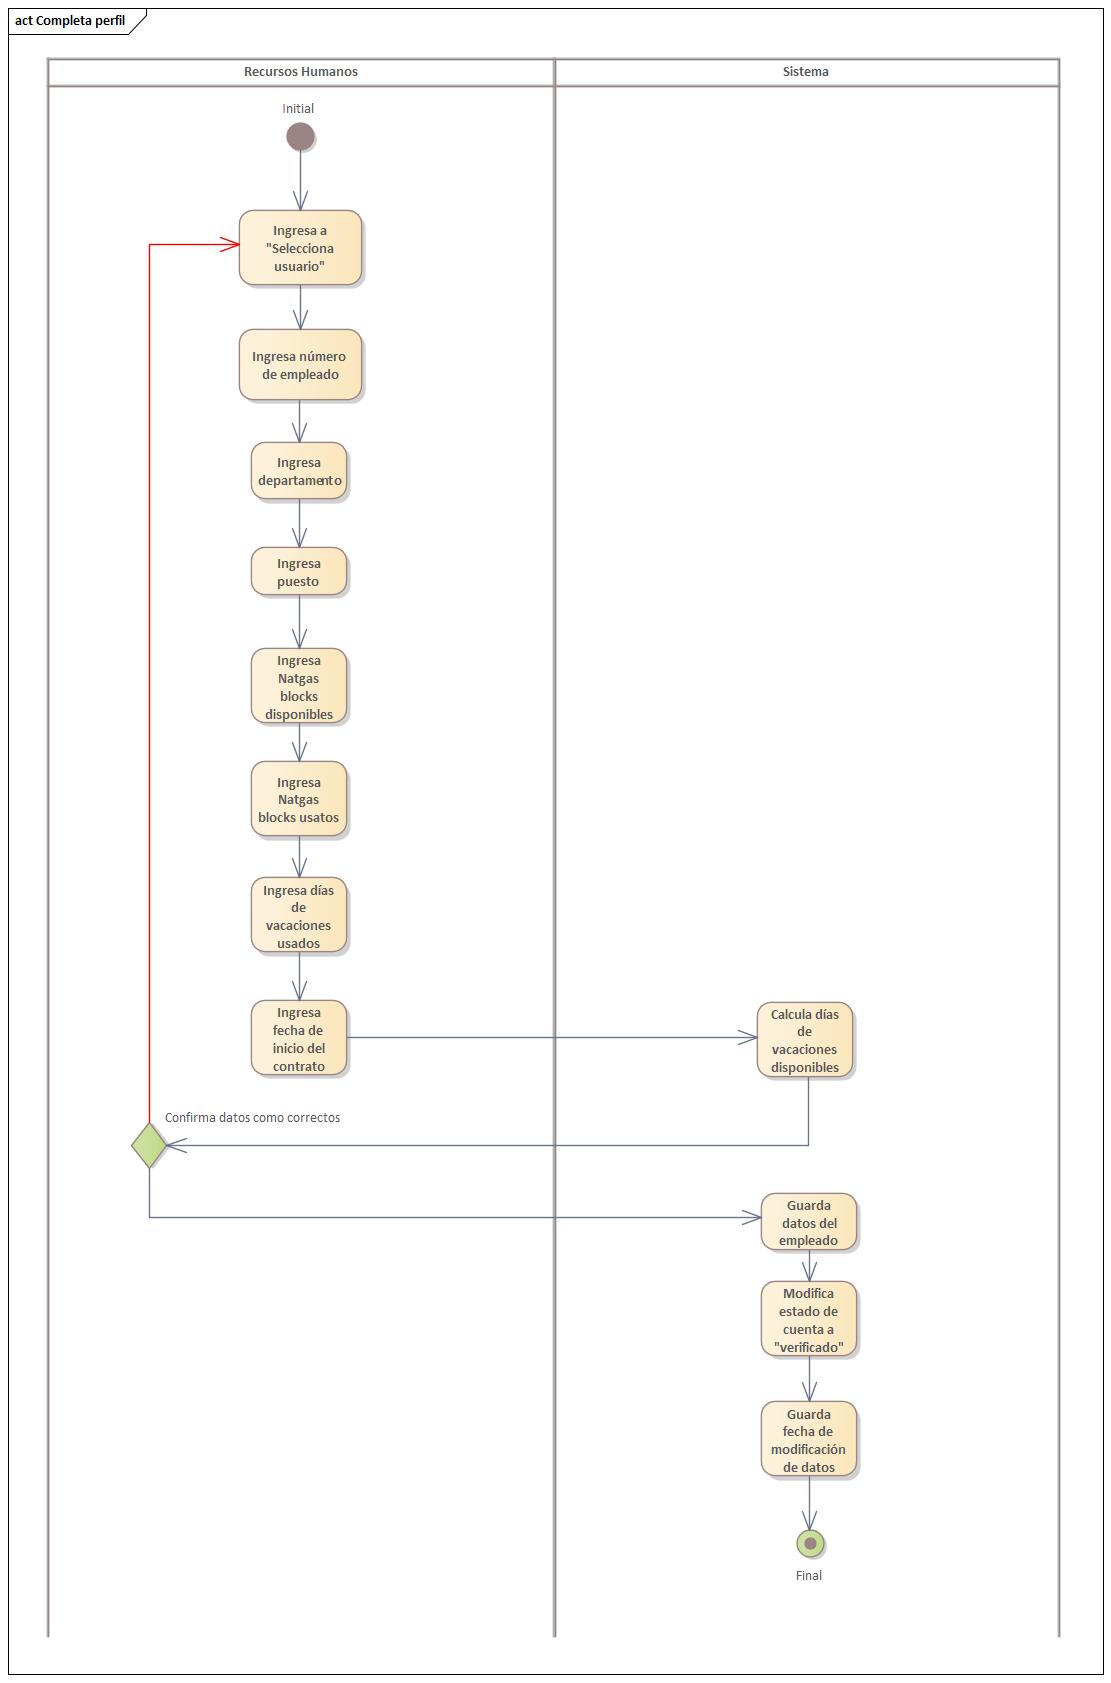 act Completa perfil
Recursos Humanos
Sistema
Initial
Ingresa a
"Selecciona
usuario"
Ingresa número
de empleado
Ingresa
departamento
Ingresa
puesto
Ingresa
Natgas
blocks
disponibles
Ingresa
Natgas
blocks usatos
Ingresa días
de
vacaciones
usados
Ingresa
fecha de
inicio del
contrato
Calcula días
de
vacaciones
disponibles
Confirma datos como correctos
Guarda
datos del
empleado
Modifica
estado de
cuenta a
"verificado"
Guarda
fecha de
modificación
de datos
Final